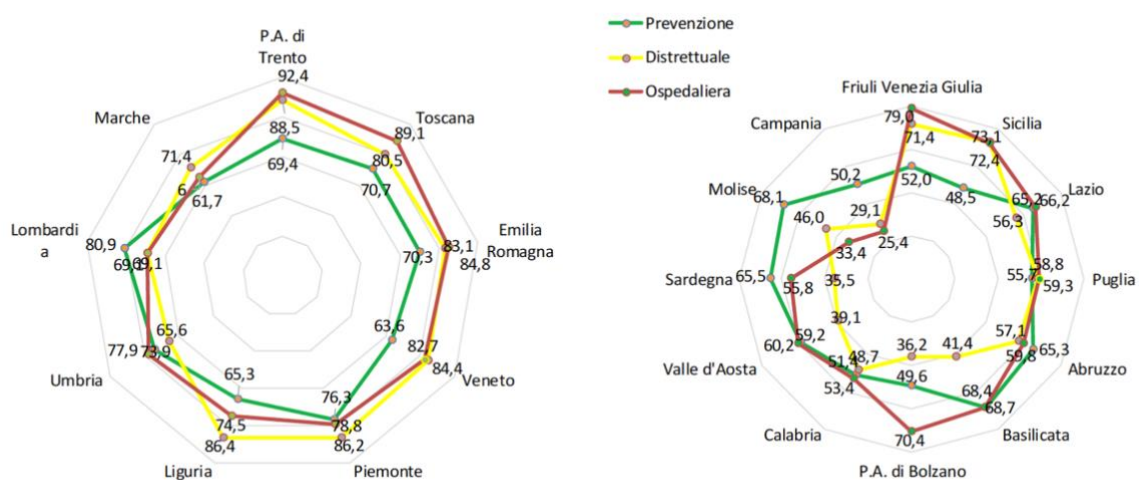 P.A. di
Trento
92,4
Toscana
89,1
Marche
88,5
80,5
71,4
69,4
70,7
61,7
Lombardi
a
80,9
69,1
Emilia
Romagna
83,1
70,3
84,8
63,6
65,6
82,7
Veneto
84,4
77,9
73,9
Umbria
65,3
76,3
74,5
78,8
86,4
86,2
Liguria
Piemonte
Prevenzione
Distrettuale
Ospedaliera
Friuli Venezia Giulia
79,0
Sicilia
73,1
Campania
71,4
72,4
Molise
68,1
50,2
52,0
48,5
Lazio
65,2
66,2
46,0
29,1
56,3
33,4
25,4
Sardegna
65,5
55,8
35,5
55,7
58,8
59,3
Puglia
39,1
59,2
60,2
57,1
59,8
65,3
Abruzzo
Valle d'Aosta
51,4
48,7
36,2
41,4
53,4
49,6
68,4
68,7
Calabria
Basilicata
70,4
P.A. di Bolzano